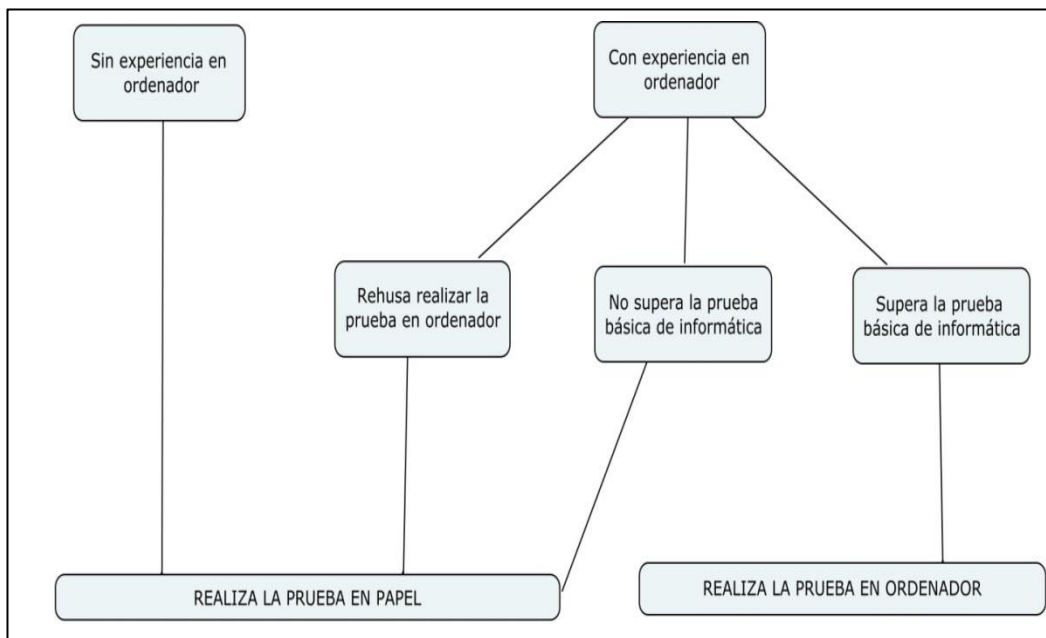 Sin experiencia en
ordenador
Con experiencia en
ordenador
Rehusa realizar la
prueba en ordenador
No supera la prueba
básica de informática
Supera la prueba
básica de informática
REALIZA LA PRUEBA EN PAPEL
REALIZA LA PRUEBA EN ORDENADOR